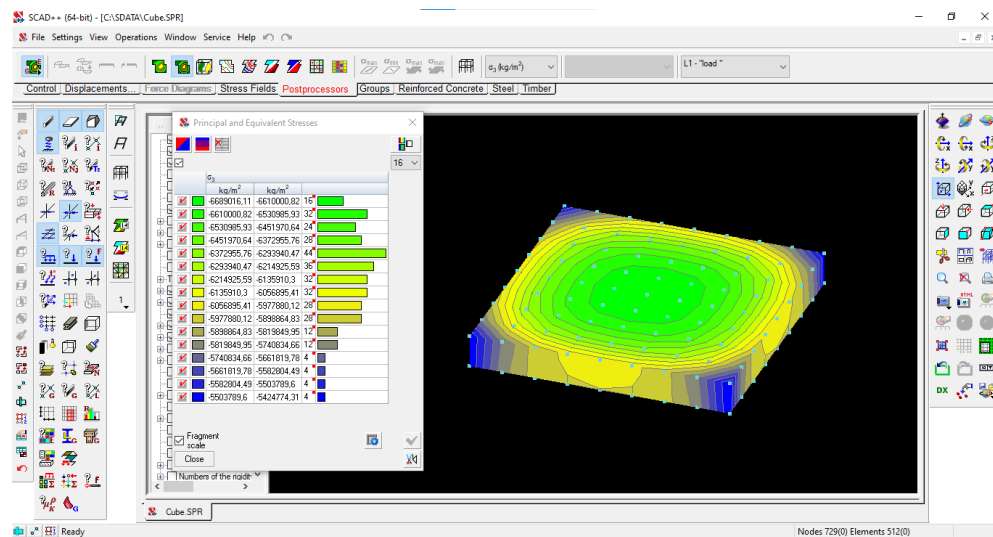 SCAD++ (64-bit) - [C:\SDATA\Cube.SPR]
File Settings View Operations Window Service Help
σ₃ (kg/m²)
L1 - "load "
Control Displacements... Force Diagrams Stress Fields Postprocessors Groups Reinforced Concrete Steel Timber
Principal and Equivalent Stresses
16
σ₃
kg/m² kg/m²
-6689016,11 -6610000,82 16
-6610000,82 -6530985,93 32
-6530985,93 -6451970,64 24
-6451970,64 -6372955,76 28
-6372955,76 -6293940,47 44
-6293940,47 -6214925,59 36
-6214925,59 -6135910,3 32
-6135910,3 -6056895,41 32
-6056895,41 -5977880,12 28
-5977880,12 -5898864,83 28
-5898864,83 -5819849,95 12
-5819849,95 -5740834,66 12
-5740834,66 -5661819,78 4
-5661819,78 -5582804,49 4
-5582804,49 -5503789,6 4
-5503789,6 -5424774,31 4
Fragment
scale
Close
Numbers of the rigidit
Cube.SPR
Ready
Nodes 729(0) Elements 512(0)